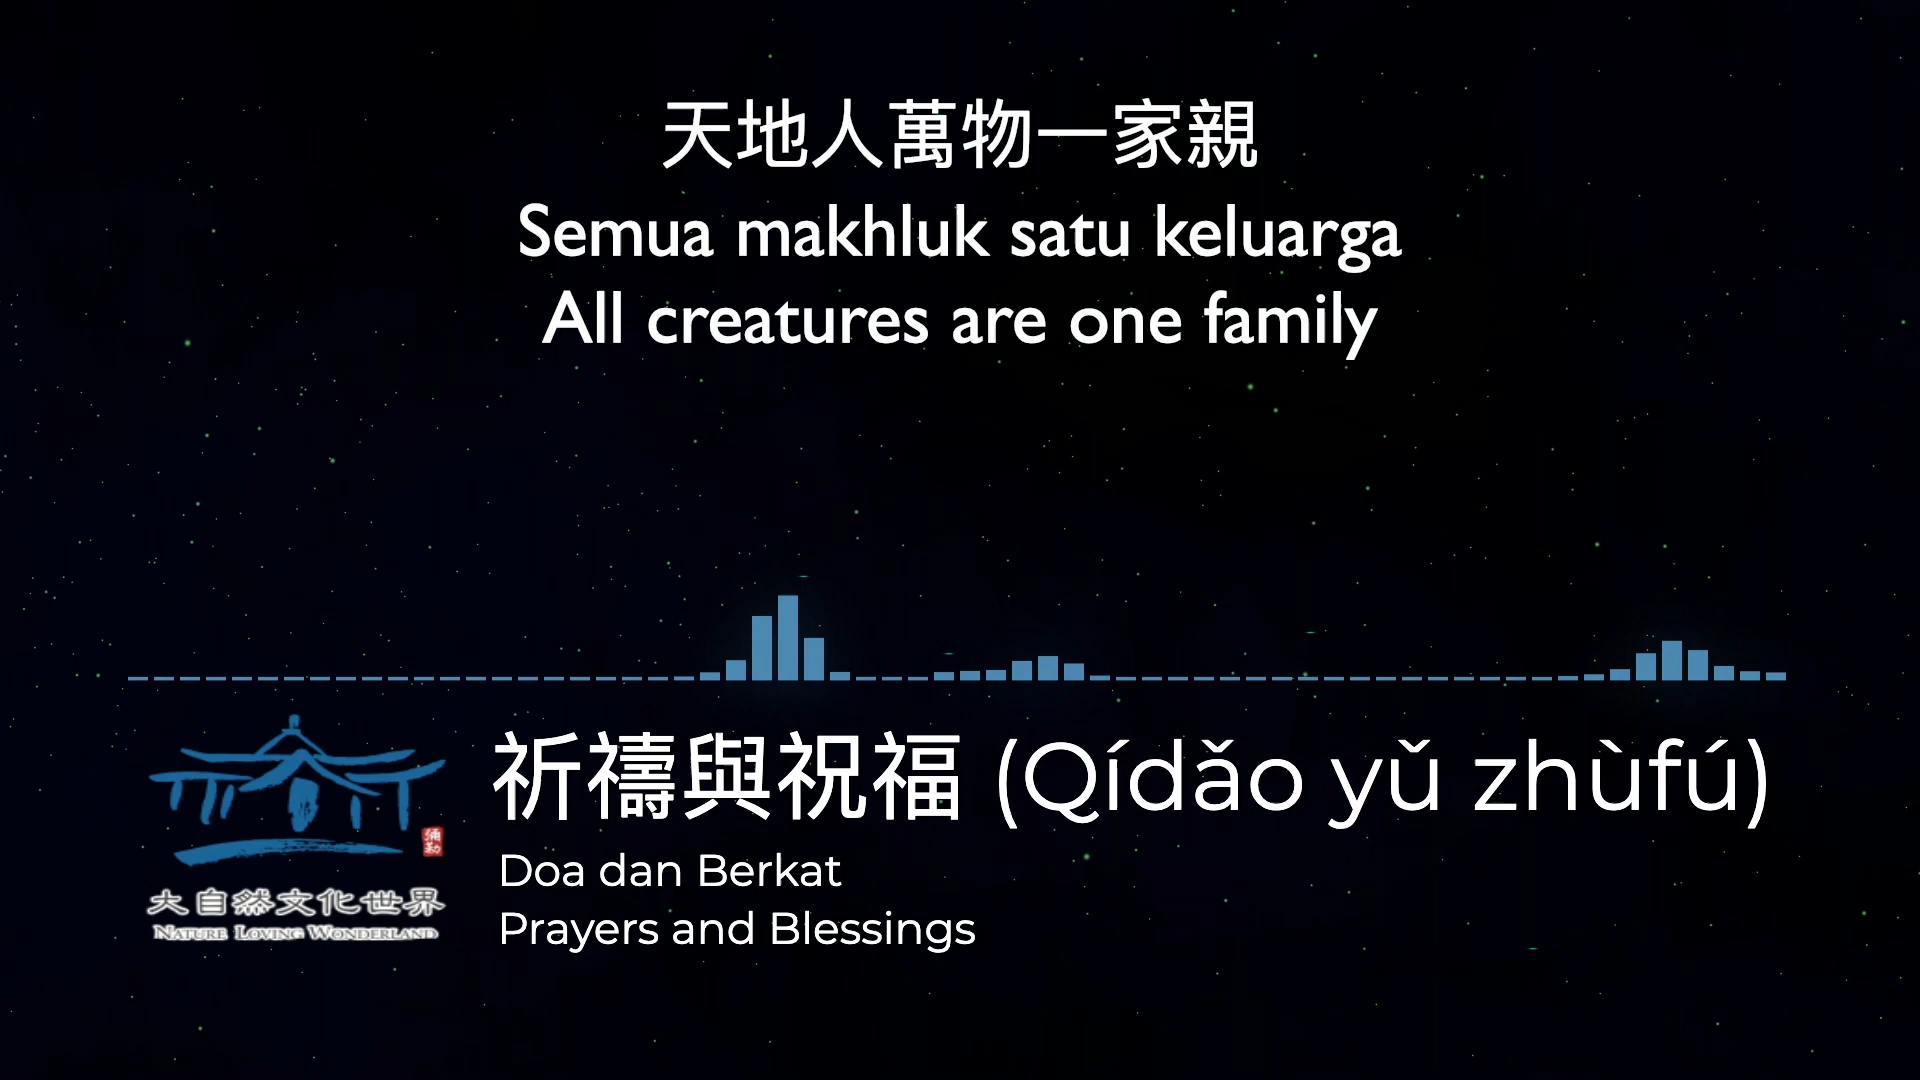 天地人萬物一家親
Semua makhluk satu keluarga
All creatures are one family
祈禱與祝福 (Qídǎo yǔ zhùfú)
Doa dan Berkat
Prayers and Blessings
彌勒
大自然文化世界
NATURE LOVING WONDERLAND